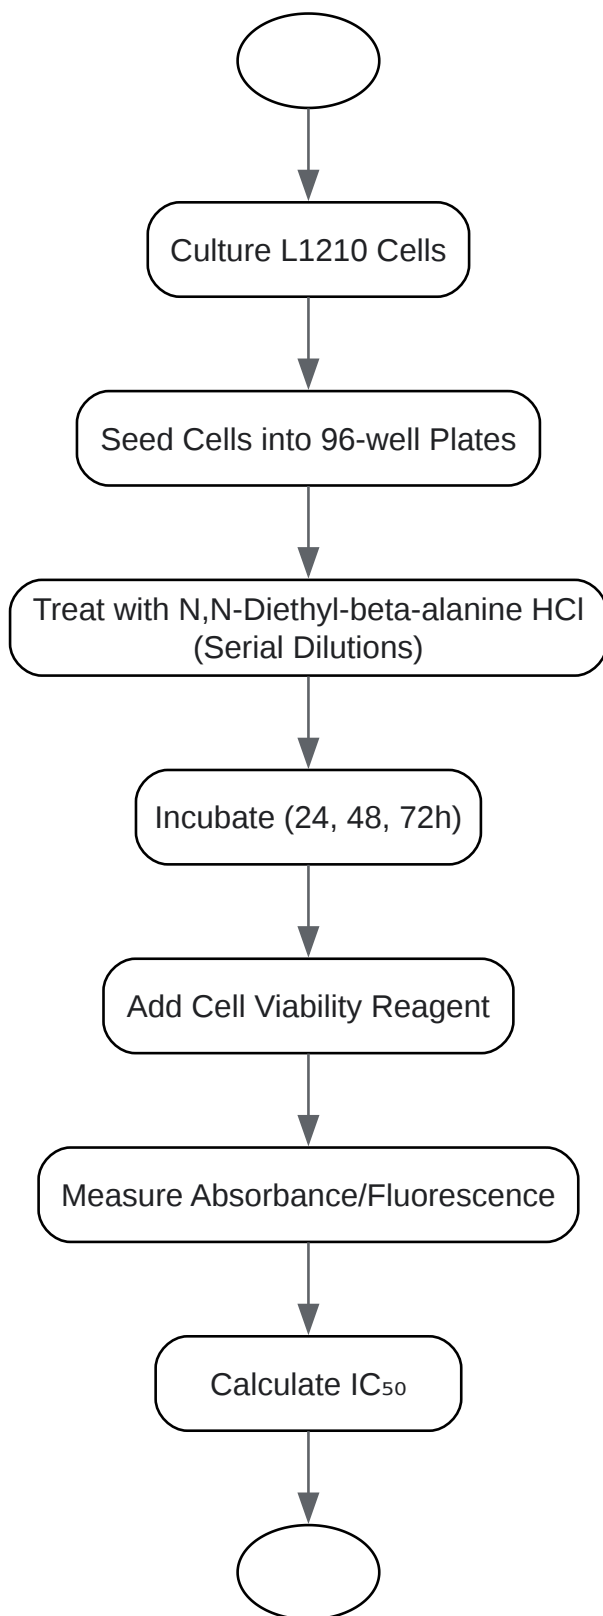 Culture L1210 Cells
Seed Cells into 96-well Plates
Treat with N,N-Diethyl-beta-alanine HCl
(Serial Dilutions)
Incubate (24, 48, 72h)
Add Cell Viability Reagent
Measure Absorbance/Fluorescence
Calculate IC₅₀